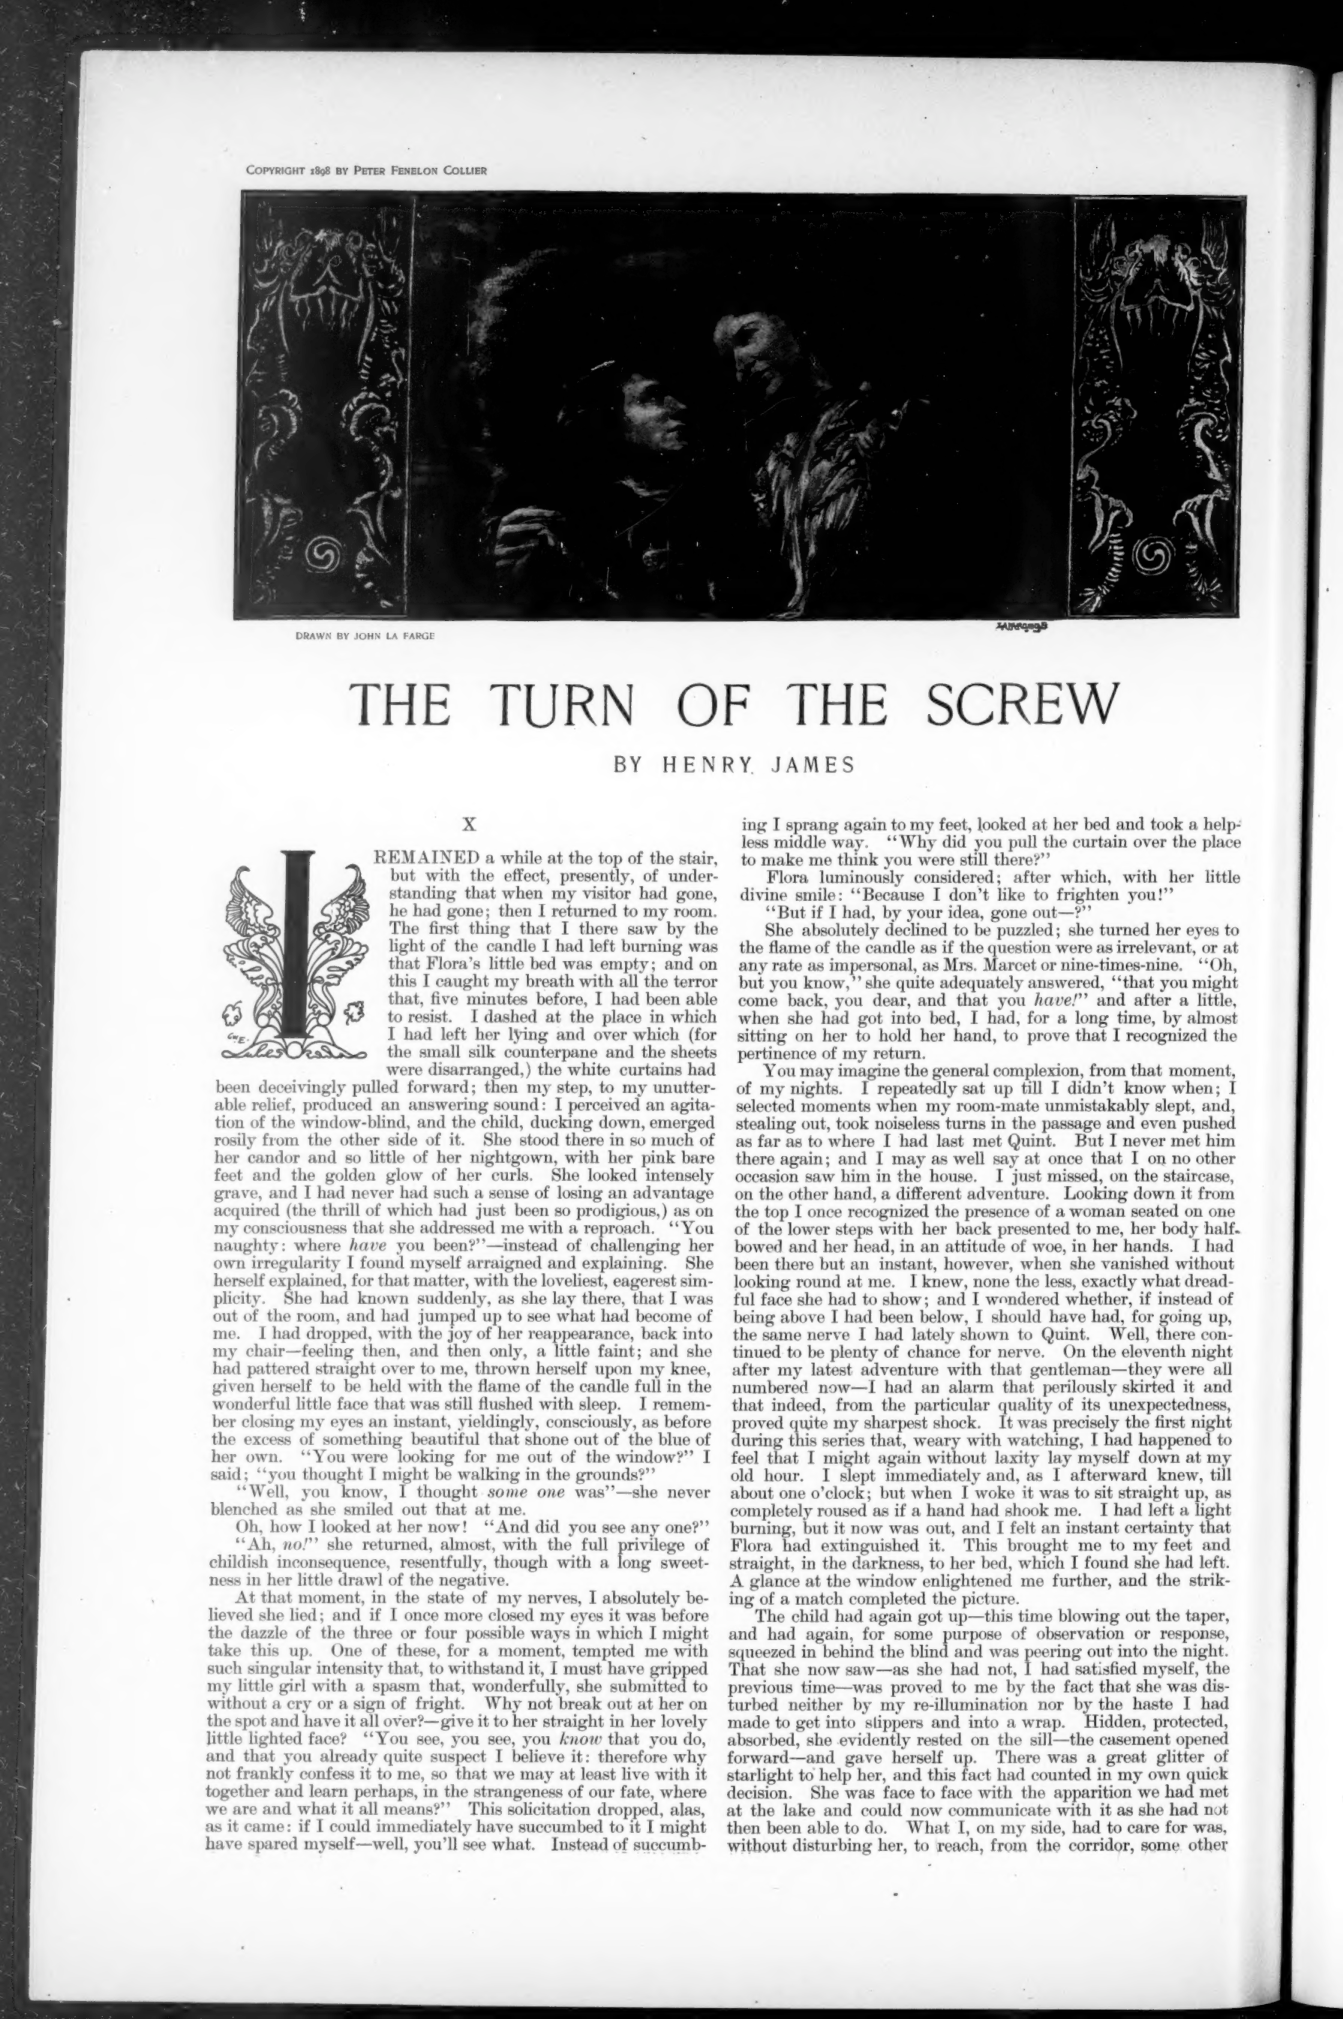 COPYRIGHT 1898 BY PETER FENELON COLLIER
DRAWN BY JOHN LA FARGE
THE TURN OF THE SCREW
BY HENRY JAMES
X
I REMAINED a while at the top of the stair,
but with the effect, presently, of under-
standing that when my visitor had gone,
he had gone; then I returned to my room.
The first thing that I there saw by the
light of the candle I had left burning was
that Flora's little bed was empty; and on
this I caught my breath with all the terror
that, five minutes before, I had been able
to resist. I dashed at the place in which
I had left her lying and over which (for
the small silk counterpane and the sheets
were disarranged,) the white curtains had
been deceivingly pulled forward; then my step, to my unutter-
able relief, produced an answering sound: I perceived an agita-
tion of the window-blind, and the child, ducking down, emerged
rosily from the other side of it. She stood there in so much of
her candor and so little of her nightgown, with her pink bare
feet and the golden glow of her curls. She looked intensely
grave, and I had never had such a sense of losing an advantage
acquired (the thrill of which had just been so prodigious,) as on
my consciousness that she addressed me with a reproach. "You
naughty: where have you been?"—instead of challenging her
own irregularity I found myself arraigned and explaining. She
herself explained, for that matter, with the loveliest, eagerest sim-
plicity. She had known suddenly, as she lay there, that I was
out of the room, and had jumped up to see what had become of
me. I had dropped, with the joy of her reappearance, back into
my chair—feeling then, and then only, a little faint; and she
had pattered straight over to me, thrown herself upon my knee,
given herself to be held with the flame of the candle full in the
wonderful little face that was still flushed with sleep. I remem-
ber closing my eyes an instant, yieldingly, consciously, as before
the excess of something beautiful that shone out of the blue of
her own. "You were looking for me out of the window?" I
said; "you thought I might be walking in the grounds?"
"Well, you know, I thought some one was"—she never
blenched as she smiled out that at me.
Oh, how I looked at her now! "And did you see any one?"
"Ah, no!" she returned, almost, with the full privilege of
childish inconsequence, resentfully, though with a long sweet-
ness in her little drawl of the negative.
At that moment, in the state of my nerves, I absolutely be-
lieved she lied; and if I once more closed my eyes it was before
the dazzle of the three or four possible ways in which I might
take this up. One of these, for a moment, tempted me with
such singular intensity that, to withstand it, I must have gripped
my little girl with a spasm that, wonderfully, she submitted to
without a cry or a sign of fright. Why not break out at her on
the spot and have it all over?—give it to her straight in her lovely
little lighted face? "You see, you see, you know that you do,
and that you already quite suspect I believe it: therefore why
not frankly confess it to me, so that we may at least live with it
together and learn perhaps, in the strangeness of our fate, where
we are and what it all means?" This solicitation dropped, alas,
as it came: if I could immediately have succumbed to it I might
have spared myself—well, you'll see what. Instead of succumb-
ing I sprang again to my feet, looked at her bed and took a help-
less middle way. "Why did you pull the curtain over the place
to make me think you were still there?"
Flora luminously considered; after which, with her little
divine smile: "Because I don't like to frighten you!"
"But if I had, by your idea, gone out—?"
She absolutely declined to be puzzled; she turned her eyes to
the flame of the candle as if the question were as irrelevant, or at
any rate as impersonal, as Mrs. Marcet or nine-times-nine. "Oh,
but you know," she quite adequately answered, "that you might
come back, you dear, and that you have!" and after a little,
when she had got into bed, I had, for a long time, by almost
sitting on her to hold her hand, to prove that I recognized the
pertinence of my return.
You may imagine the general complexion, from that moment,
of my nights. I repeatedly sat up till I didn't know when; I
selected moments when my room-mate unmistakably slept, and,
stealing out, took noiseless turns in the passage and even pushed
as far as to where I had last met Quint. But I never met him
there again; and I may as well say at once that I on no other
occasion saw him in the house. I just missed, on the staircase,
on the other hand, a different adventure. Looking down it from
the top I once recognized the presence of a woman seated on one
of the lower steps with her back presented to me, her body half-
bowed and her head, in an attitude of woe, in her hands. I had
been there but an instant, however, when she vanished without
looking round at me. I knew, none the less, exactly what dread-
ful face she had to show; and I wondered whether, if instead of
being above I had been below, I should have had, for going up,
the same nerve I had lately shown to Quint. Well, there con-
tinued to be plenty of chance for nerve. On the eleventh night
after my latest adventure with that gentleman—they were all
numbered now—I had an alarm that perilously skirted it and
that indeed, from the particular quality of its unexpectedness,
proved quite my sharpest shock. It was precisely the first night
during this series that, weary with watching, I had happened to
feel that I might again without laxity lay myself down at my
old hour. I slept immediately and, as I afterward knew, till
about one o'clock; but when I woke it was to sit straight up, as
completely roused as if a hand had shook me. I had left a light
burning, but it now was out, and I felt an instant certainty that
Flora had extinguished it. This brought me to my feet and
straight, in the darkness, to her bed, which I found she had left.
A glance at the window enlightened me further, and the strik-
ing of a match completed the picture.
The child had again got up—this time blowing out the taper,
and had again, for some purpose of observation or response,
squeezed in behind the blind and was peering out into the night.
That she now saw—as she had not, I had satisfied myself, the
previous time—was proved to me by the fact that she was dis-
turbed neither by my re-illumination nor by the haste I had
made to get into slippers and into a wrap. Hidden, protected,
absorbed, she evidently rested on the sill—the casement opened
forward—and gave herself up. There was a great glitter of
starlight to help her, and this fact had counted in my own quick
decision. She was face to face with the apparition we had met
at the lake and could now communicate with it as she had not
then been able to do. What I, on my side, had to care for was,
without disturbing her, to reach, from the corridor, some other